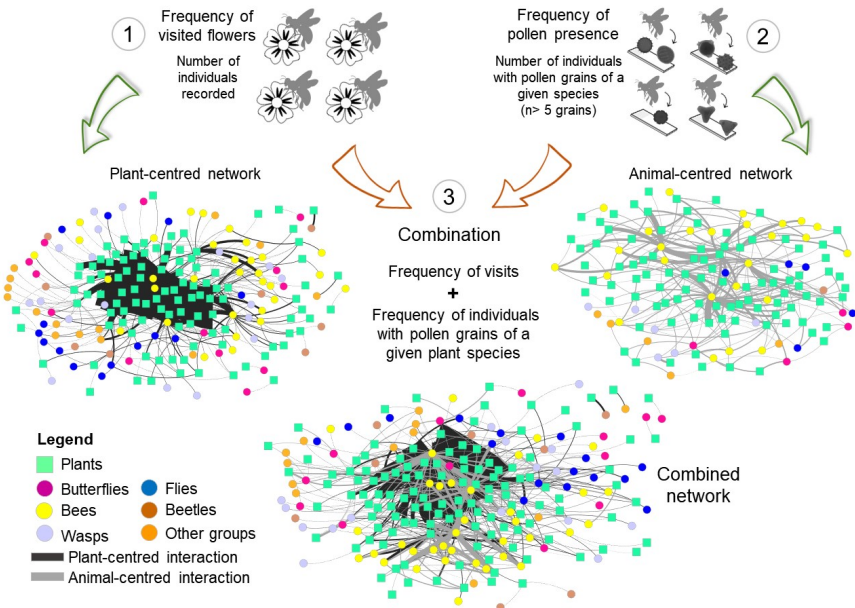 1
Frequency of
visited flowers
Number of
individuals
recorded
Frequency of
pollen presence
2
Number of individuals
with pollen grains of a
given species
(n> 5 grains)
Plant-centred network
3
Animal-centred network
Combination
Frequency of visits
+
Frequency of individuals
with pollen grains of a
given plant species
Legend
Plants
Butterflies
Flies
Bees
Beetles
Wasps
Other groups
Plant-centred interaction
Animal-centred interaction
Combined
network